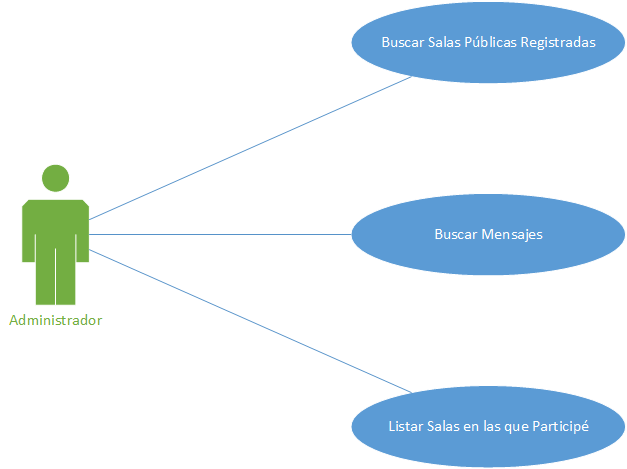 Buscar Salas Públicas Registradas
Buscar Mensajes
Administrador
Listar Salas en las que Participé